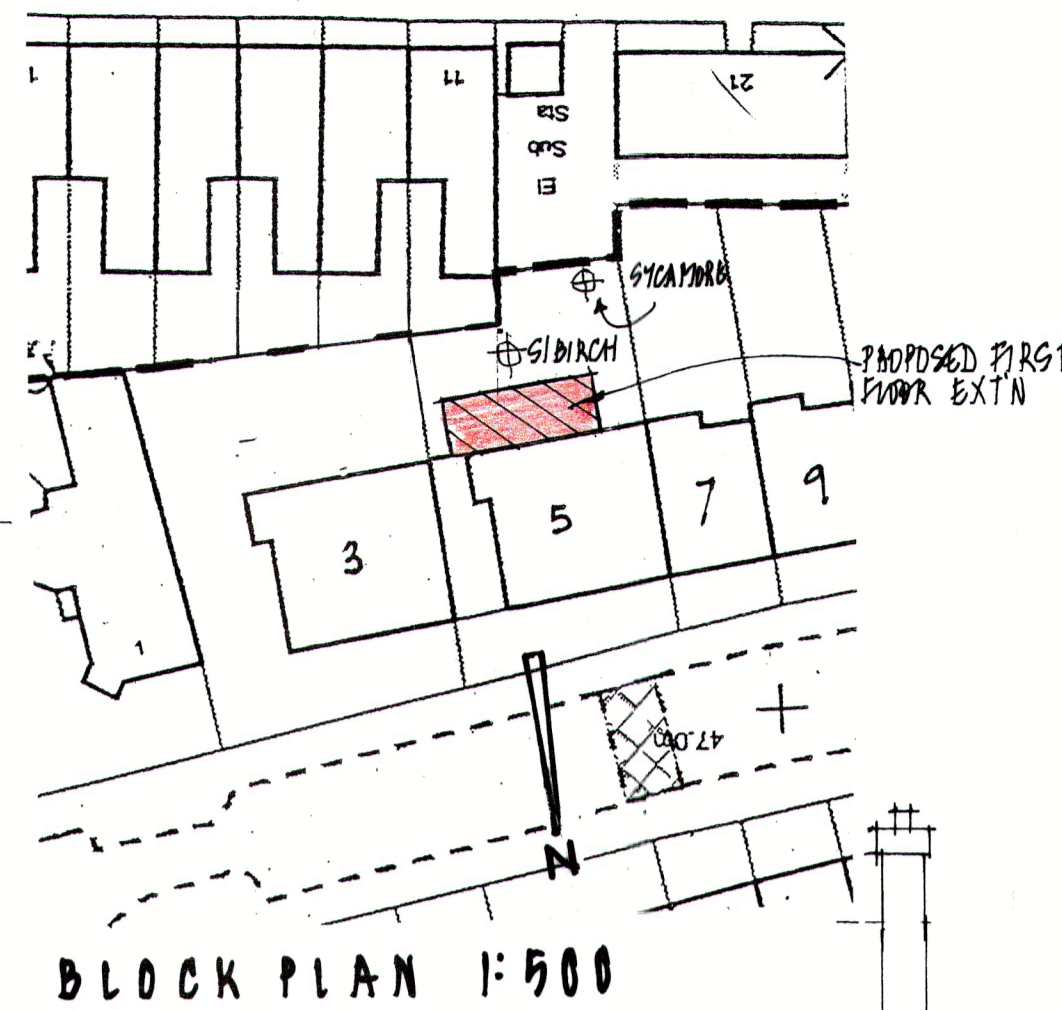 11
21
Sta
Sub
El
SYCAMORE
S/BIRCH
PROPOSED FIRST
FLOOR EXT'N
3
5
7
9
1
47.0m
N
BLOCK PLAN 1:500